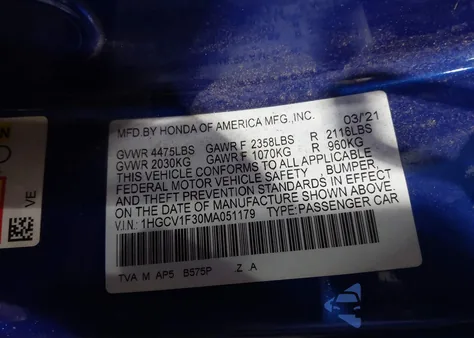 MFD.BY HONDA OF AMERICA MFG.,INC. 03/'21
GVWR 4475LBS GAWR F 2358LBS R 2116LBS
GVWR 2030KG GAWR F 1070KG R 960KG
THIS VEHICLE CONFORMS TO ALL APPLICABLE
FEDERAL MOTOR VEHICLE SAFETY , BUMPER,
AND THEFT PREVENTION STANDARDS IN EFFECT
ON THE DATE OF MANUFACTURE SHOWN ABOVE.
V.I.N.: 1HGCV1F30MA051179 TYPE:PASSENGER CAR
TVA M AP5 B575P .Z A
VE